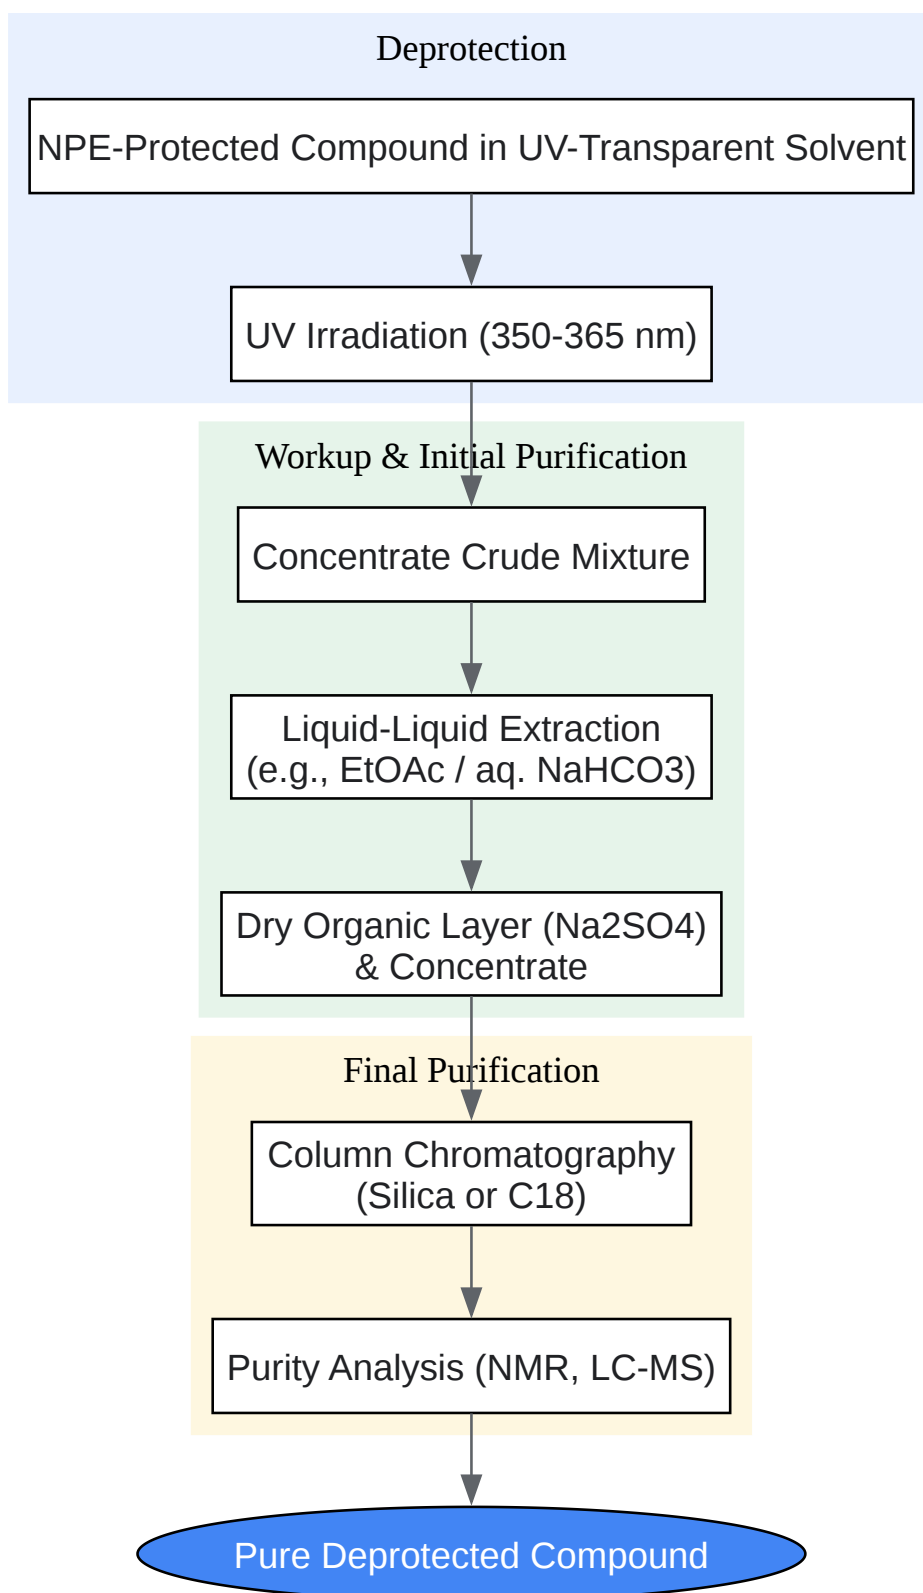 Deprotection
NPE-Protected Compound in UV-Transparent Solvent
UV Irradiation (350-365 nm)
Workup & Initial Purification
Concentrate Crude Mixture
Liquid-Liquid Extraction
(e.g., EtOAc / aq. NaHCO3)
Dry Organic Layer (Na2SO4)
& Concentrate
Final Purification
Column Chromatography
(Silica or C18)
Purity Analysis (NMR, LC-MS)
Pure Deprotected Compound